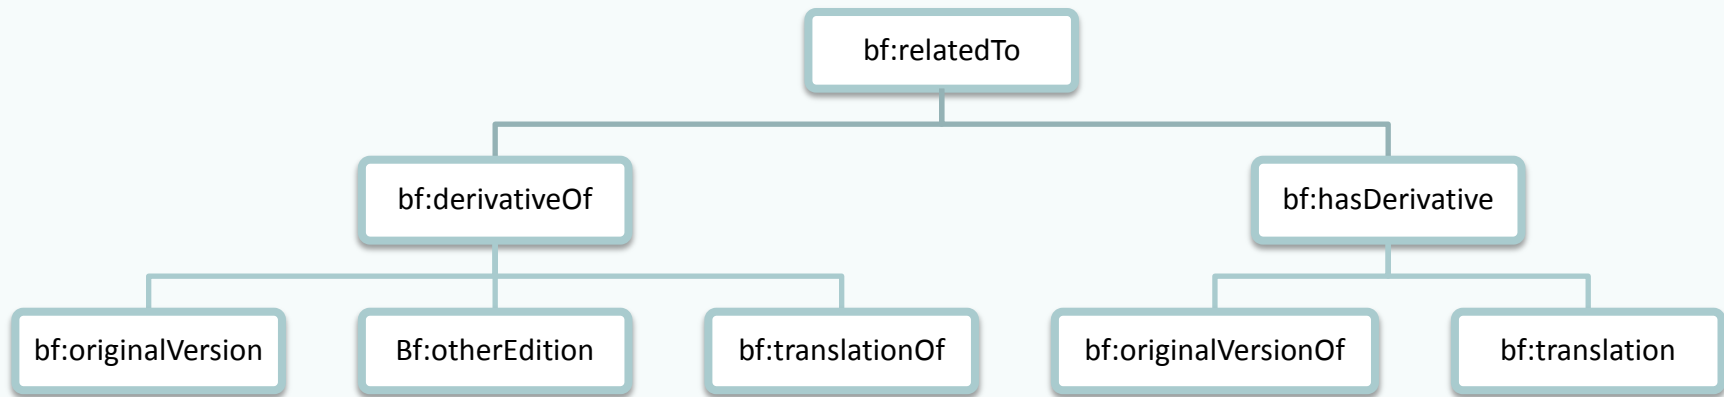 bf:relatedTo
bf:derivativeOf
bf:hasDerivative
bf:originalVersion
Bf:otherEdition
bf:translationOf
bf:originalVersionOf
bf:translation